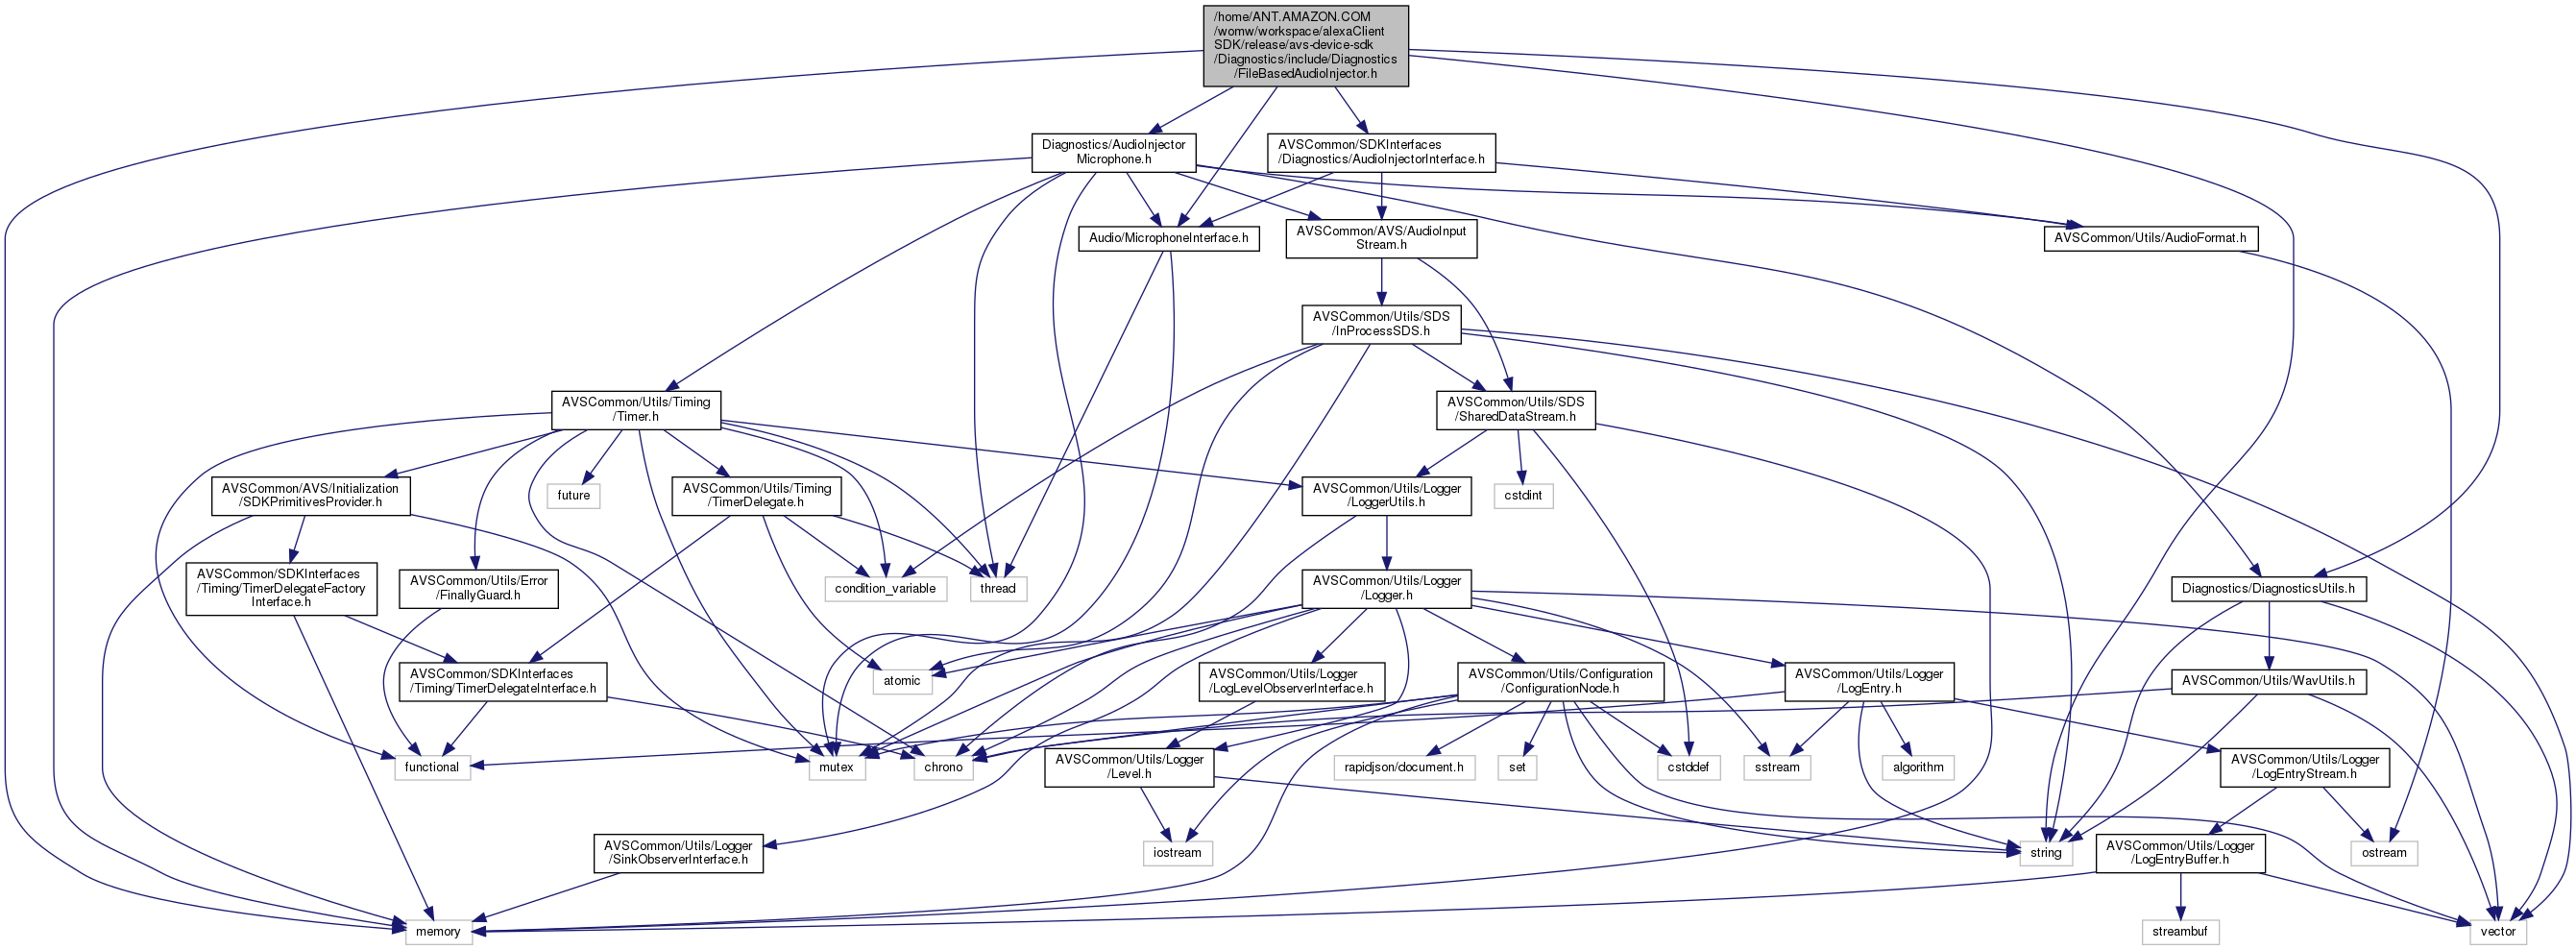 /home/ANT.AMAZON.COM
/womw/workspace/alexaClient
SDK/release/avs-device-sdk
/Diagnostics/include/Diagnostics
/FileBasedAudioInjector.h
Diagnostics/AudioInjector
Microphone.h
AVSCommon/SDKInterfaces
/Diagnostics/AudioInjectorInterface.h
Audio/MicrophoneInterface.h
AVSCommon/AVS/AudioInput
Stream.h
AVSCommon/Utils/AudioFormat.h
AVSCommon/Utils/SDS
/InProcessSDS.h
AVSCommon/Utils/Timing
/Timer.h
AVSCommon/Utils/SDS
/SharedDataStream.h
AVSCommon/AVS/Initialization
/SDKPrimitivesProvider.h
future
AVSCommon/Utils/Timing
/TimerDelegate.h
AVSCommon/Utils/Logger
/LoggerUtils.h
cstdint
AVSCommon/SDKInterfaces
/Timing/TimerDelegateFactory
Interface.h
AVSCommon/Utils/Error
/FinallyGuard.h
condition_variable
thread
AVSCommon/Utils/Logger
/Logger.h
Diagnostics/DiagnosticsUtils.h
AVSCommon/SDKInterfaces
/Timing/TimerDelegateInterface.h
atomic
AVSCommon/Utils/Logger
/LogLevelObserverInterface.h
AVSCommon/Utils/Configuration
/ConfigurationNode.h
AVSCommon/Utils/Logger
/LogEntry.h
AVSCommon/Utils/WavUtils.h
functional
mutex
chrono
AVSCommon/Utils/Logger
/Level.h
rapidjson/document.h
set
cstddef
sstream
algorithm
AVSCommon/Utils/Logger
/LogEntryStream.h
AVSCommon/Utils/Logger
/SinkObserverInterface.h
iostream
string
AVSCommon/Utils/Logger
/LogEntryBuffer.h
ostream
memory
streambuf
vector